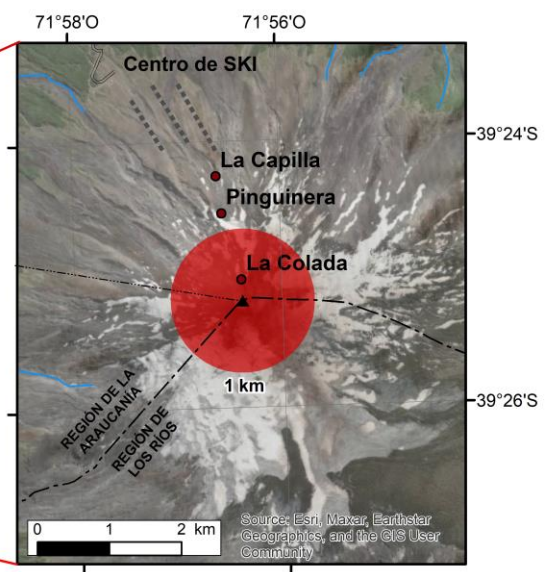 71°58'O
71°56'O
Centro de SKI
39°24'S
La Capilla
Pinguinera
La Colada
1 km
39°26'S
REGIÓN DE LA
ARAUCANÍA
REGIÓN DE
LOS RÍOS
0 1 2 km
Source: Esri, Maxar, Earthstar
Geographics, and the GIS User
Community